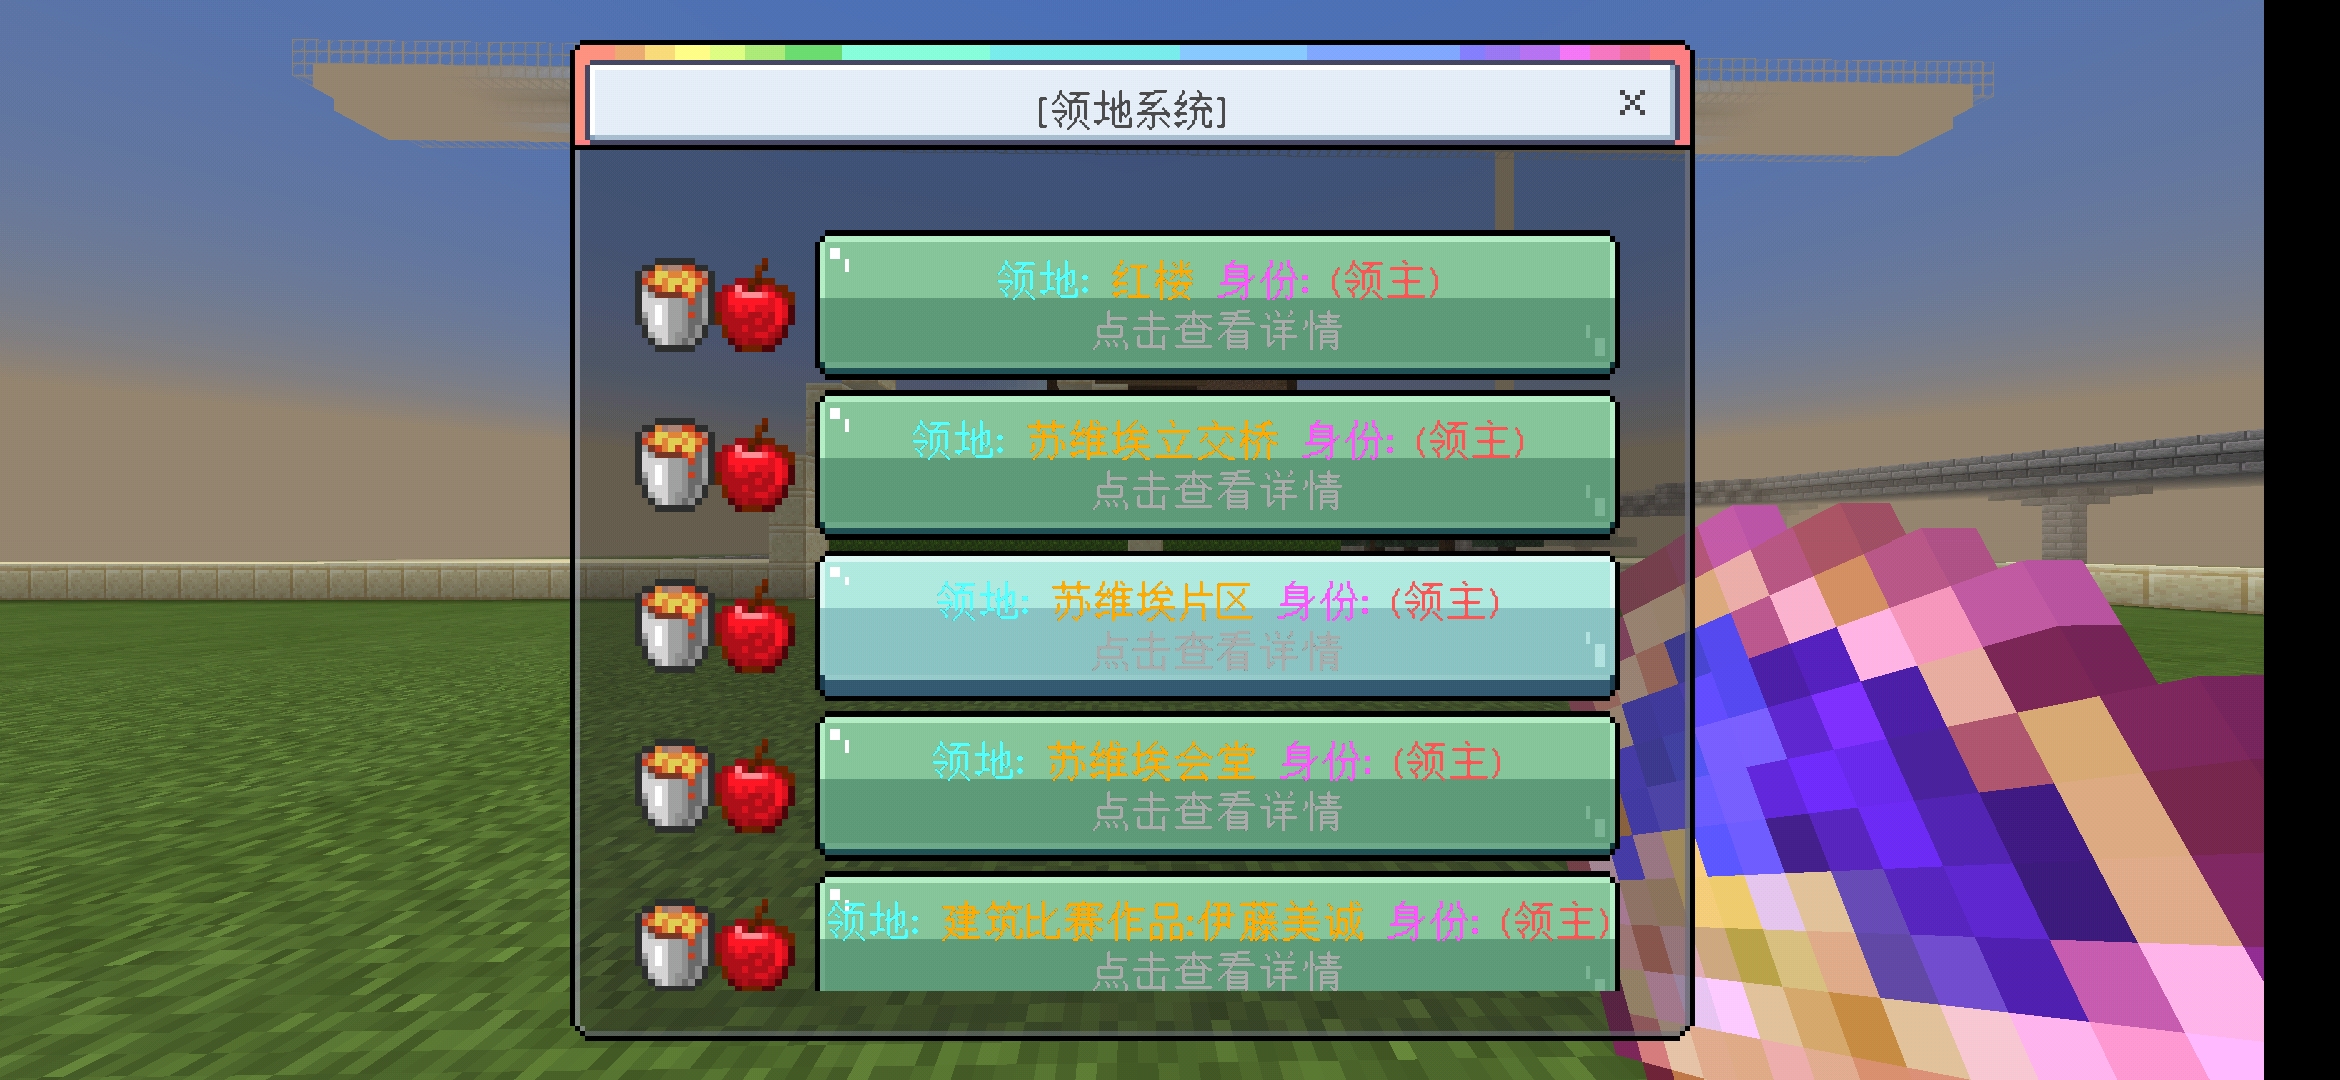 [领地系统]
领地: 红楼 身份: (领主)
点击查看详情
领地: 苏维埃立交桥 身份: (领主)
点击查看详情
领地: 苏维埃片区 身份: (领主)
点击查看详情
领地: 苏维埃会堂 身份: (领主)
点击查看详情
领地: 建筑比赛作品:伊藤美诚 身份: (领主)
点击查看详情